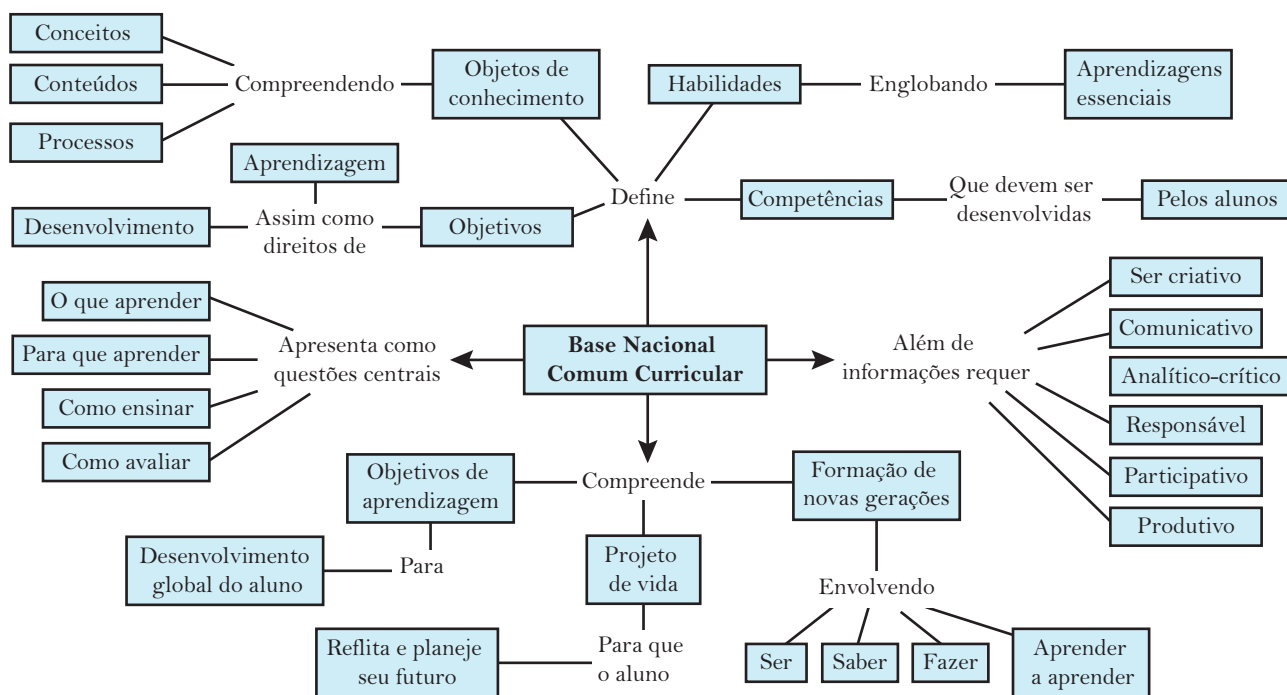 Conceitos
Conteúdos
Processos
Compreendendo
Objetos de
conhecimento
Habilidades
Englobando
Aprendizagens
essenciais
Aprendizagem
Desenvolvimento
Assim como
direitos de
Objetivos
Define
Competências
Que devem ser
desenvolvidas
Pelos alunos
O que aprender
Para que aprender
Como ensinar
Como avaliar
Apresenta como
questões centrais
Base Nacional
Comum Curricular
Além de
informações requer
Ser criativo
Comunicativo
Analítico-crítico
Responsável
Participativo
Produtivo
Objetivos de
aprendizagem
Compreende
Formação de
novas gerações
Desenvolvimento
global do aluno
Para
Projeto
de vida
Envolvendo
Reflita e planeje
seu futuro
Para que
o aluno
Ser
Saber
Fazer
Aprender
a aprender